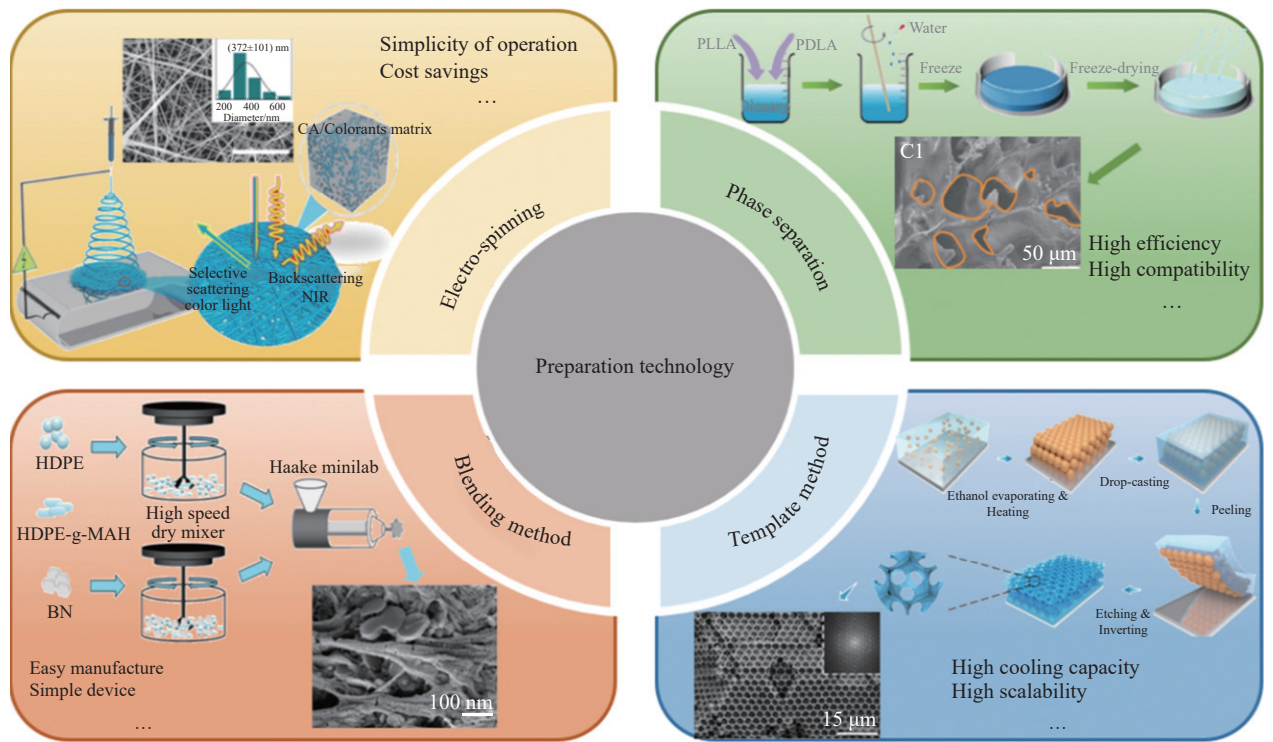 Simplicity of operation
Cost savings
…
(372±101) nm
200
400
600
Diameter/nm
CA/Colorants matrix
Selective
scattering
color light
Backscattering
NIR
Electro-spinning
PLLA
PDLA
Dioxane
Water
Freeze
Freeze-drying
C1
50 μm
High efficiency
High compatibility
…
Phase separation
Preparation technology
HDPE
HDPE-g-MAH
BN
High speed
dry mixer
Haake minilab
100 nm
Easy manufacture
Simple device
…
Blending method
Template method
Ethanol evaporating &
Heating
Drop-casting
Peeling
Etching &
Inverting
15 μm
High cooling capacity
High scalability
…